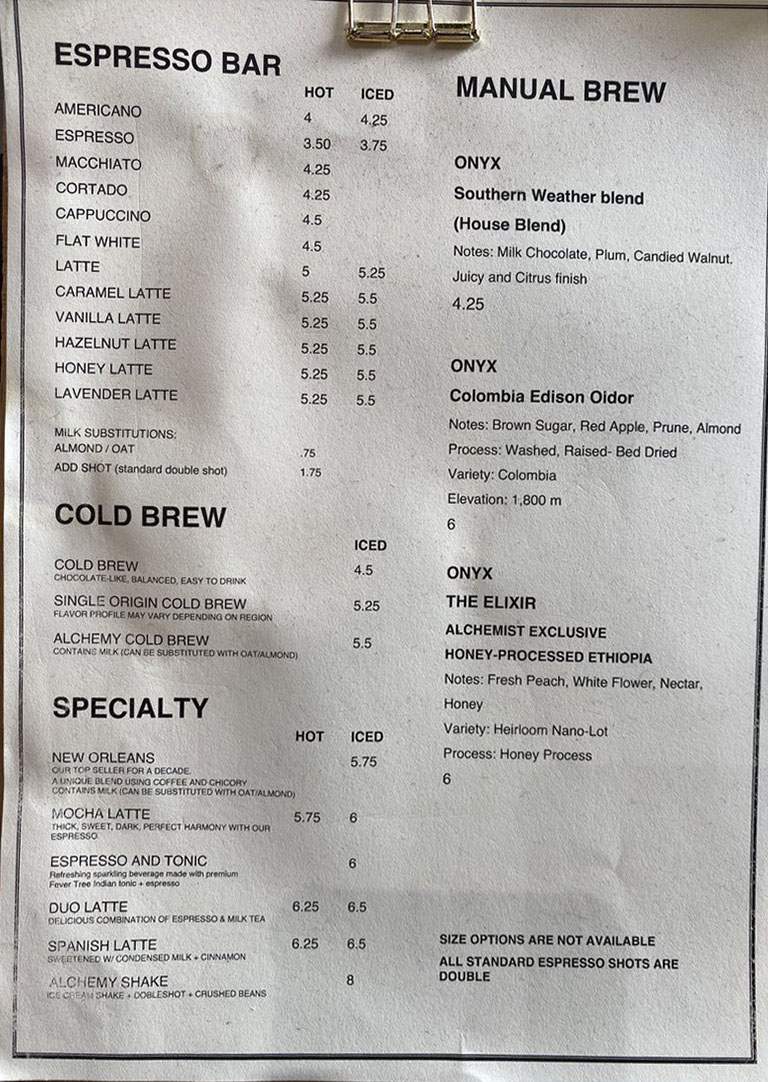 ESPRESSO BAR
HOT ICED
AMERICANO 4 4.25
ESPRESSO 3.50 3.75
MACCHIATO 4.25
CORTADO 4.25
CAPPUCCINO 4.5
FLAT WHITE 4.5
LATTE 5 5.25
CARAMEL LATTE 5.25 5.5
VANILLA LATTE 5.25 5.5
HAZELNUT LATTE 5.25 5.5
HONEY LATTE 5.25 5.5
LAVENDER LATTE 5.25 5.5
MILK SUBSTITUTIONS:
ALMOND / OAT .75
ADD SHOT (standard double shot) 1.75
COLD BREW
ICED
COLD BREW 4.5
CHOCOLATE-LIKE, BALANCED, EASY TO DRINK
SINGLE ORIGIN COLD BREW 5.25
FLAVOR PROFILE MAY VARY DEPENDING ON REGION
ALCHEMY COLD BREW 5.5
CONTAINS MILK (CAN BE SUBSTITUTED WITH OAT/ALMOND)
SPECIALTY
HOT ICED
NEW ORLEANS 5.75
OUR TOP SELLER FOR A DECADE.
A UNIQUE BLEND USING COFFEE AND CHICORY
CONTAINS MILK (CAN BE SUBSTITUTED WITH OAT/ALMOND)
MOCHA LATTE 5.75 6
THICK, SWEET, DARK, PERFECT HARMONY WITH OUR
ESPRESSO
ESPRESSO AND TONIC 6
Refreshing sparkling beverage made with premium
Fever Tree Indian tonic + espresso
DUO LATTE 6.25 6.5
DELICIOUS COMBINATION OF ESPRESSO & MILK TEA
SPANISH LATTE 6.25 6.5
SWEETENED W/ CONDENSED MILK + CINNAMON
ALCHEMY SHAKE 8
ICE CREAM SHAKE + DOBLESHOT + CRUSHED BEANS
MANUAL BREW
ONYX
Southern Weather blend
(House Blend)
Notes: Milk Chocolate, Plum, Candied Walnut.
Juicy and Citrus finish
4.25
ONYX
Colombia Edison Oidor
Notes: Brown Sugar, Red Apple, Prune, Almond
Process: Washed, Raised- Bed Dried
Variety: Colombia
Elevation: 1,800 m
6
ONYX
THE ELIXIR
ALCHEMIST EXCLUSIVE
HONEY-PROCESSED ETHIOPIA
Notes: Fresh Peach, White Flower, Nectar,
Honey
Variety: Heirloom Nano-Lot
Process: Honey Process
6
SIZE OPTIONS ARE NOT AVAILABLE
ALL STANDARD ESPRESSO SHOTS ARE
DOUBLE